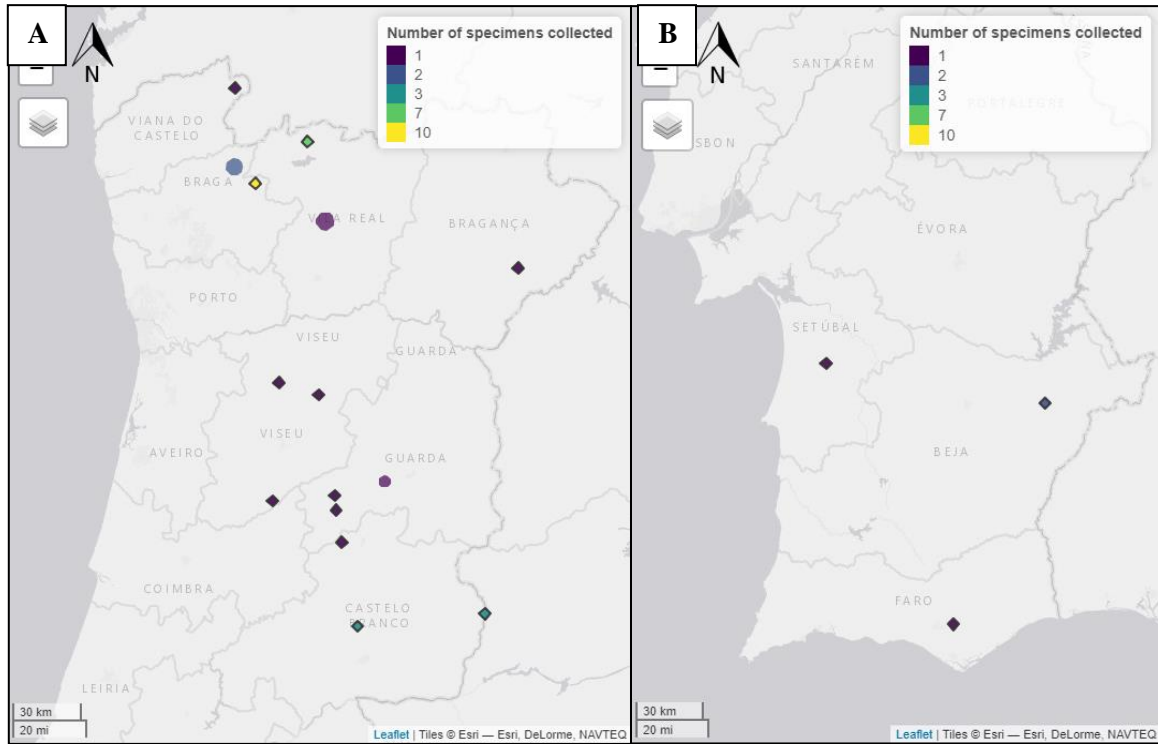 A
N
Number of specimens collected
1
2
3
7
10
VIANA DO
CASTELO
BRAGA
VILA REAL
BRAGANÇA
PORTO
VISEU
GUARDA
VISEU
AVEIRO
GUARDA
COIMBRA
CASTELO
BRANCO
LEIRIA
30 km
20 mi
Leaflet | Tiles © Esri — Esri, DeLorme, NAVTEQ
B
N
Number of specimens collected
1
2
3
7
10
SANTARÉM
PORTALEGRE
SBON
ÉVORA
SETÚBAL
BEJA
FARO
30 km
20 mi
Leaflet | Tiles © Esri — Esri, DeLorme, NAVTEQ